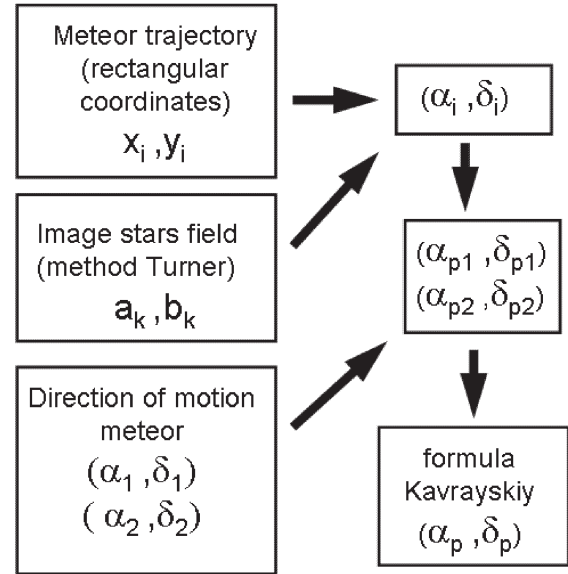 Meteor trajectory
(rectangular
coordinates)
xᵢ ,yᵢ
Image stars field
(method Turner)
aₖ ,bₖ
Direction of motion
meteor
(α₁ ,δ₁)
( α₂ ,δ₂)
(αᵢ ,δᵢ)
(αₚ₁ ,δₚ₁)
(αₚ₂ ,δₚ₂)
formula
Kavrayskiy
(αₚ ,δₚ)